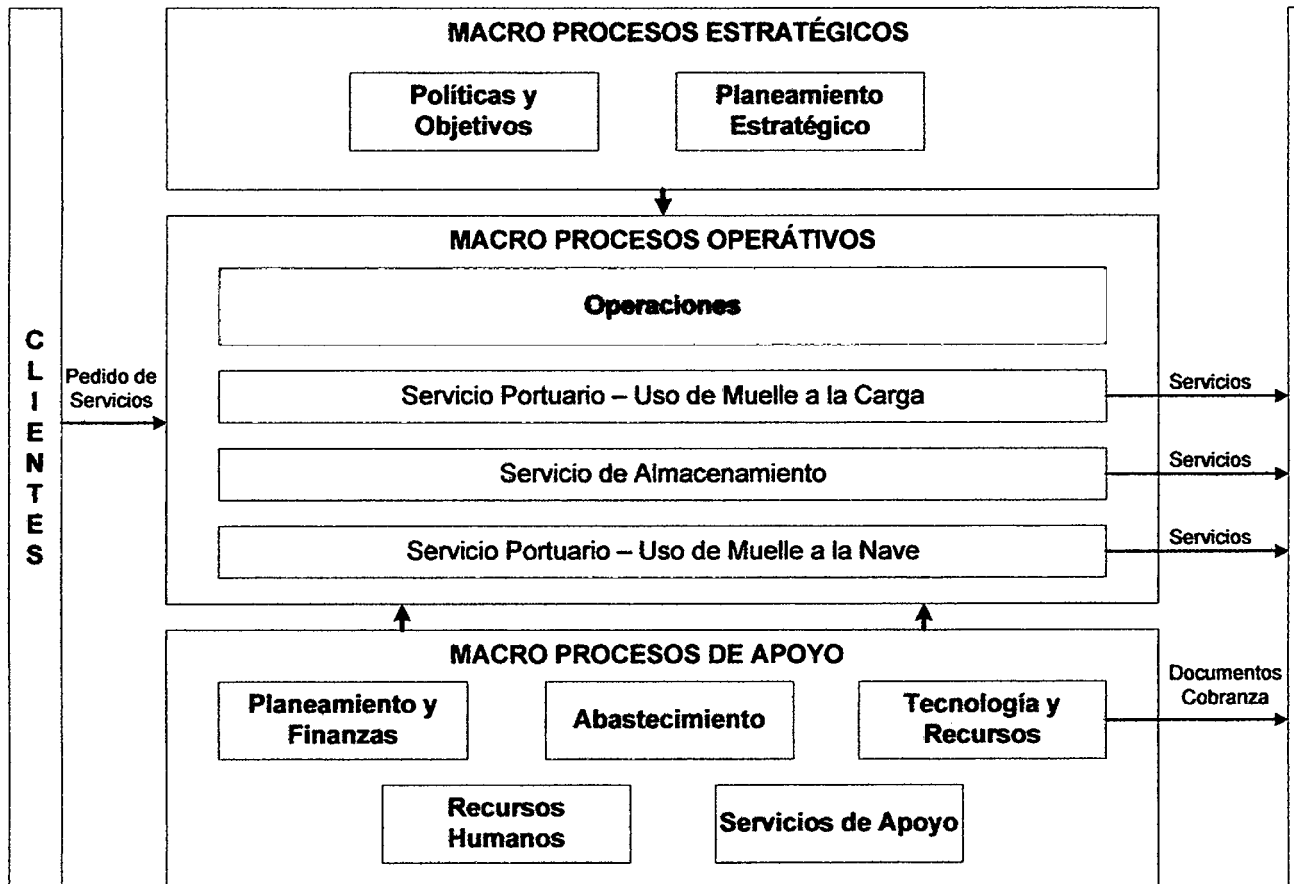 MACRO PROCESOS ESTRATÉGICOS
Políticas y
Objetivos
Planeamiento
Estratégico
MACRO PROCESOS OPERÁTIVOS
Operaciones
CLIENTES
Pedido de
Servicios
Servicio Portuario – Uso de Muelle a la Carga
Servicios
Servicio de Almacenamiento
Servicios
Servicio Portuario – Uso de Muelle a la Nave
Servicios
MACRO PROCESOS DE APOYO
Planeamiento y
Finanzas
Abastecimiento
Tecnología y
Recursos
Documentos
Cobranza
Recursos
Humanos
Servicios de Apoyo